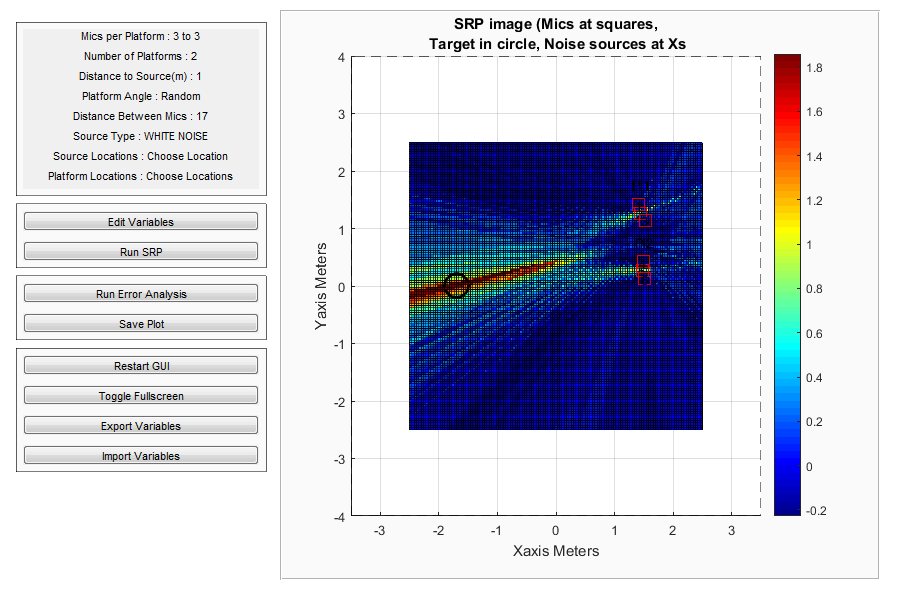 Mics per Platform : 3 to 3
Number of Platforms : 2
Distance to Source(m) : 1
Platform Angle : Random
Distance Between Mics : 17
Source Type : WHITE NOISE
Source Locations : Choose Location
Platform Locations : Choose Locations
Edit Variables
Run SRP
Run Error Analysis
Save Plot
Restart GUI
Toggle Fullscreen
Export Variables
Import Variables
SRP image (Mics at squares,
Target in circle, Noise sources at Xs
4
3
2
1
0
-1
-2
-3
-4
Yaxis Meters
-3
-2
-1
0
1
2
3
Xaxis Meters
1.8
1.6
1.4
1.2
1
0.8
0.6
0.4
0.2
0
-0.2